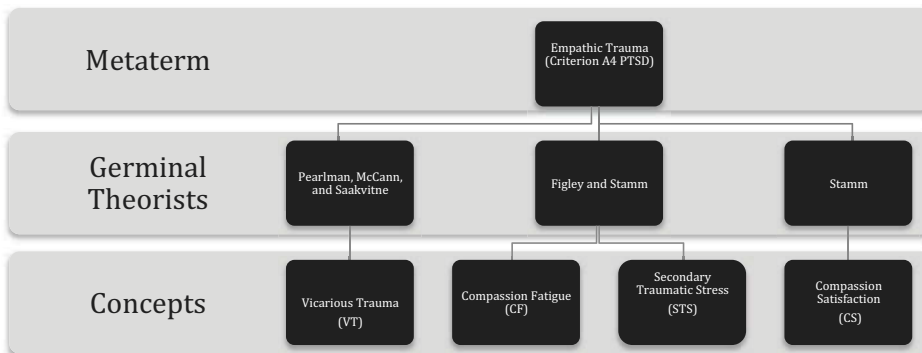 Metaterm
Empathic Trauma
(Criterion A4 PTSD)
Germinal
Theorists
Pearlman, McCann,
and Saakvitne
Figley and Stamm
Stamm
Concepts
Vicarious Trauma
(VT)
Compassion Fatigue
(CF)
Secondary
Traumatic Stress
(STS)
Compassion
Satisfaction
(CS)